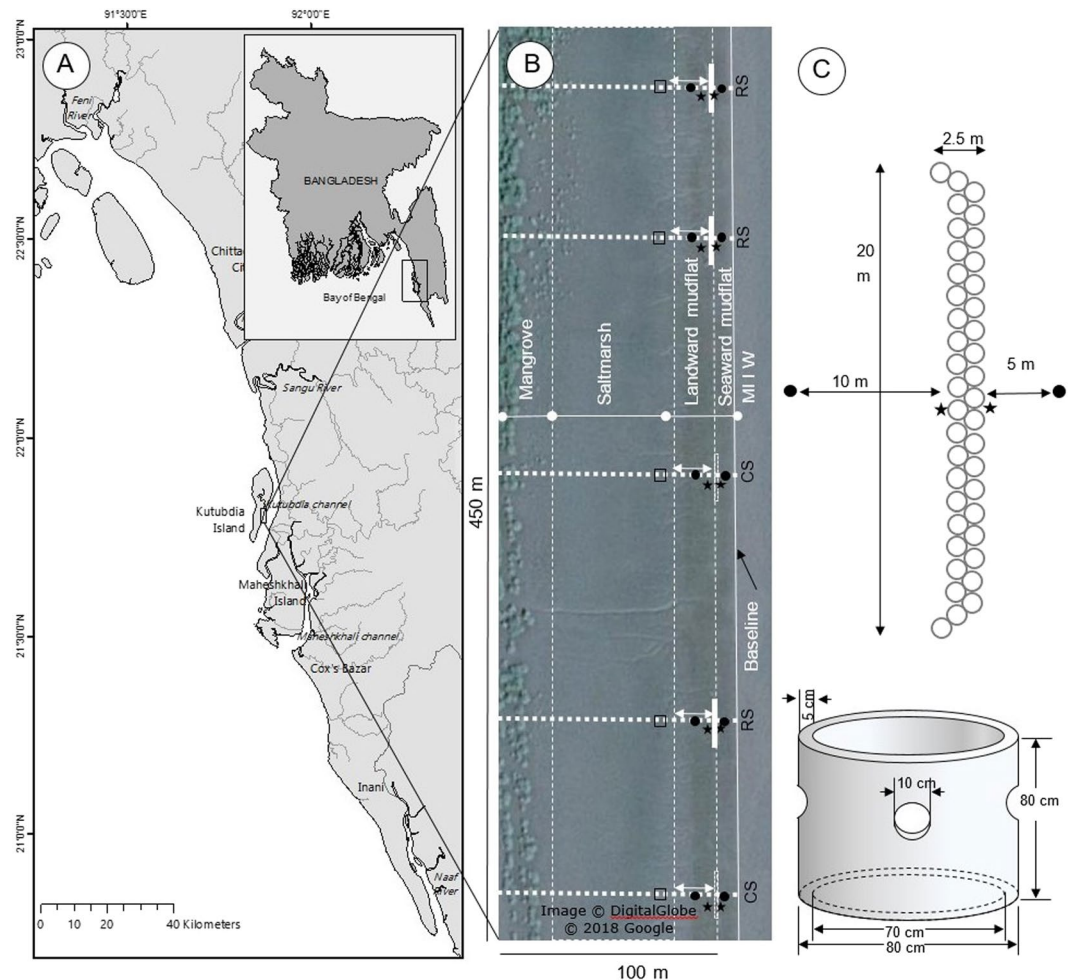 91°30'0"E
92°0'0"E
23°0'0"N
22°30'0"N
22°0'0"N
21°30'0"N
21°0'0"N
A
Feni
River
BANGLADESH
Bay of Bengal
Sangu River
Kutubdia channel
Kutubdia
Island
Maheshkhali
Island
Maheshkhali channel
Cox's Bazar
Inani
Naaf
River
0 10 20 40 Kilometers
B
450 m
RS
RS
Mangrove
Saltmarsh
Landward mudflat
Seaward mudflat
CS
Baseline
RS
CS
Image © DigitalGlobe
© 2018 Google
100 m
C
2.5 m
20
m
10 m
5 m
5 cm
10 cm
80 cm
70 cm
80 cm